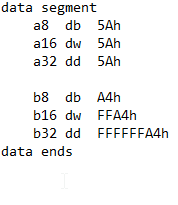 data segment
a8 db 5Ah
a16 dw 5Ah
a32 dd 5Ah
b8 db A4h
b16 dw FFA4h
b32 dd FFFFFFA4h
data ends